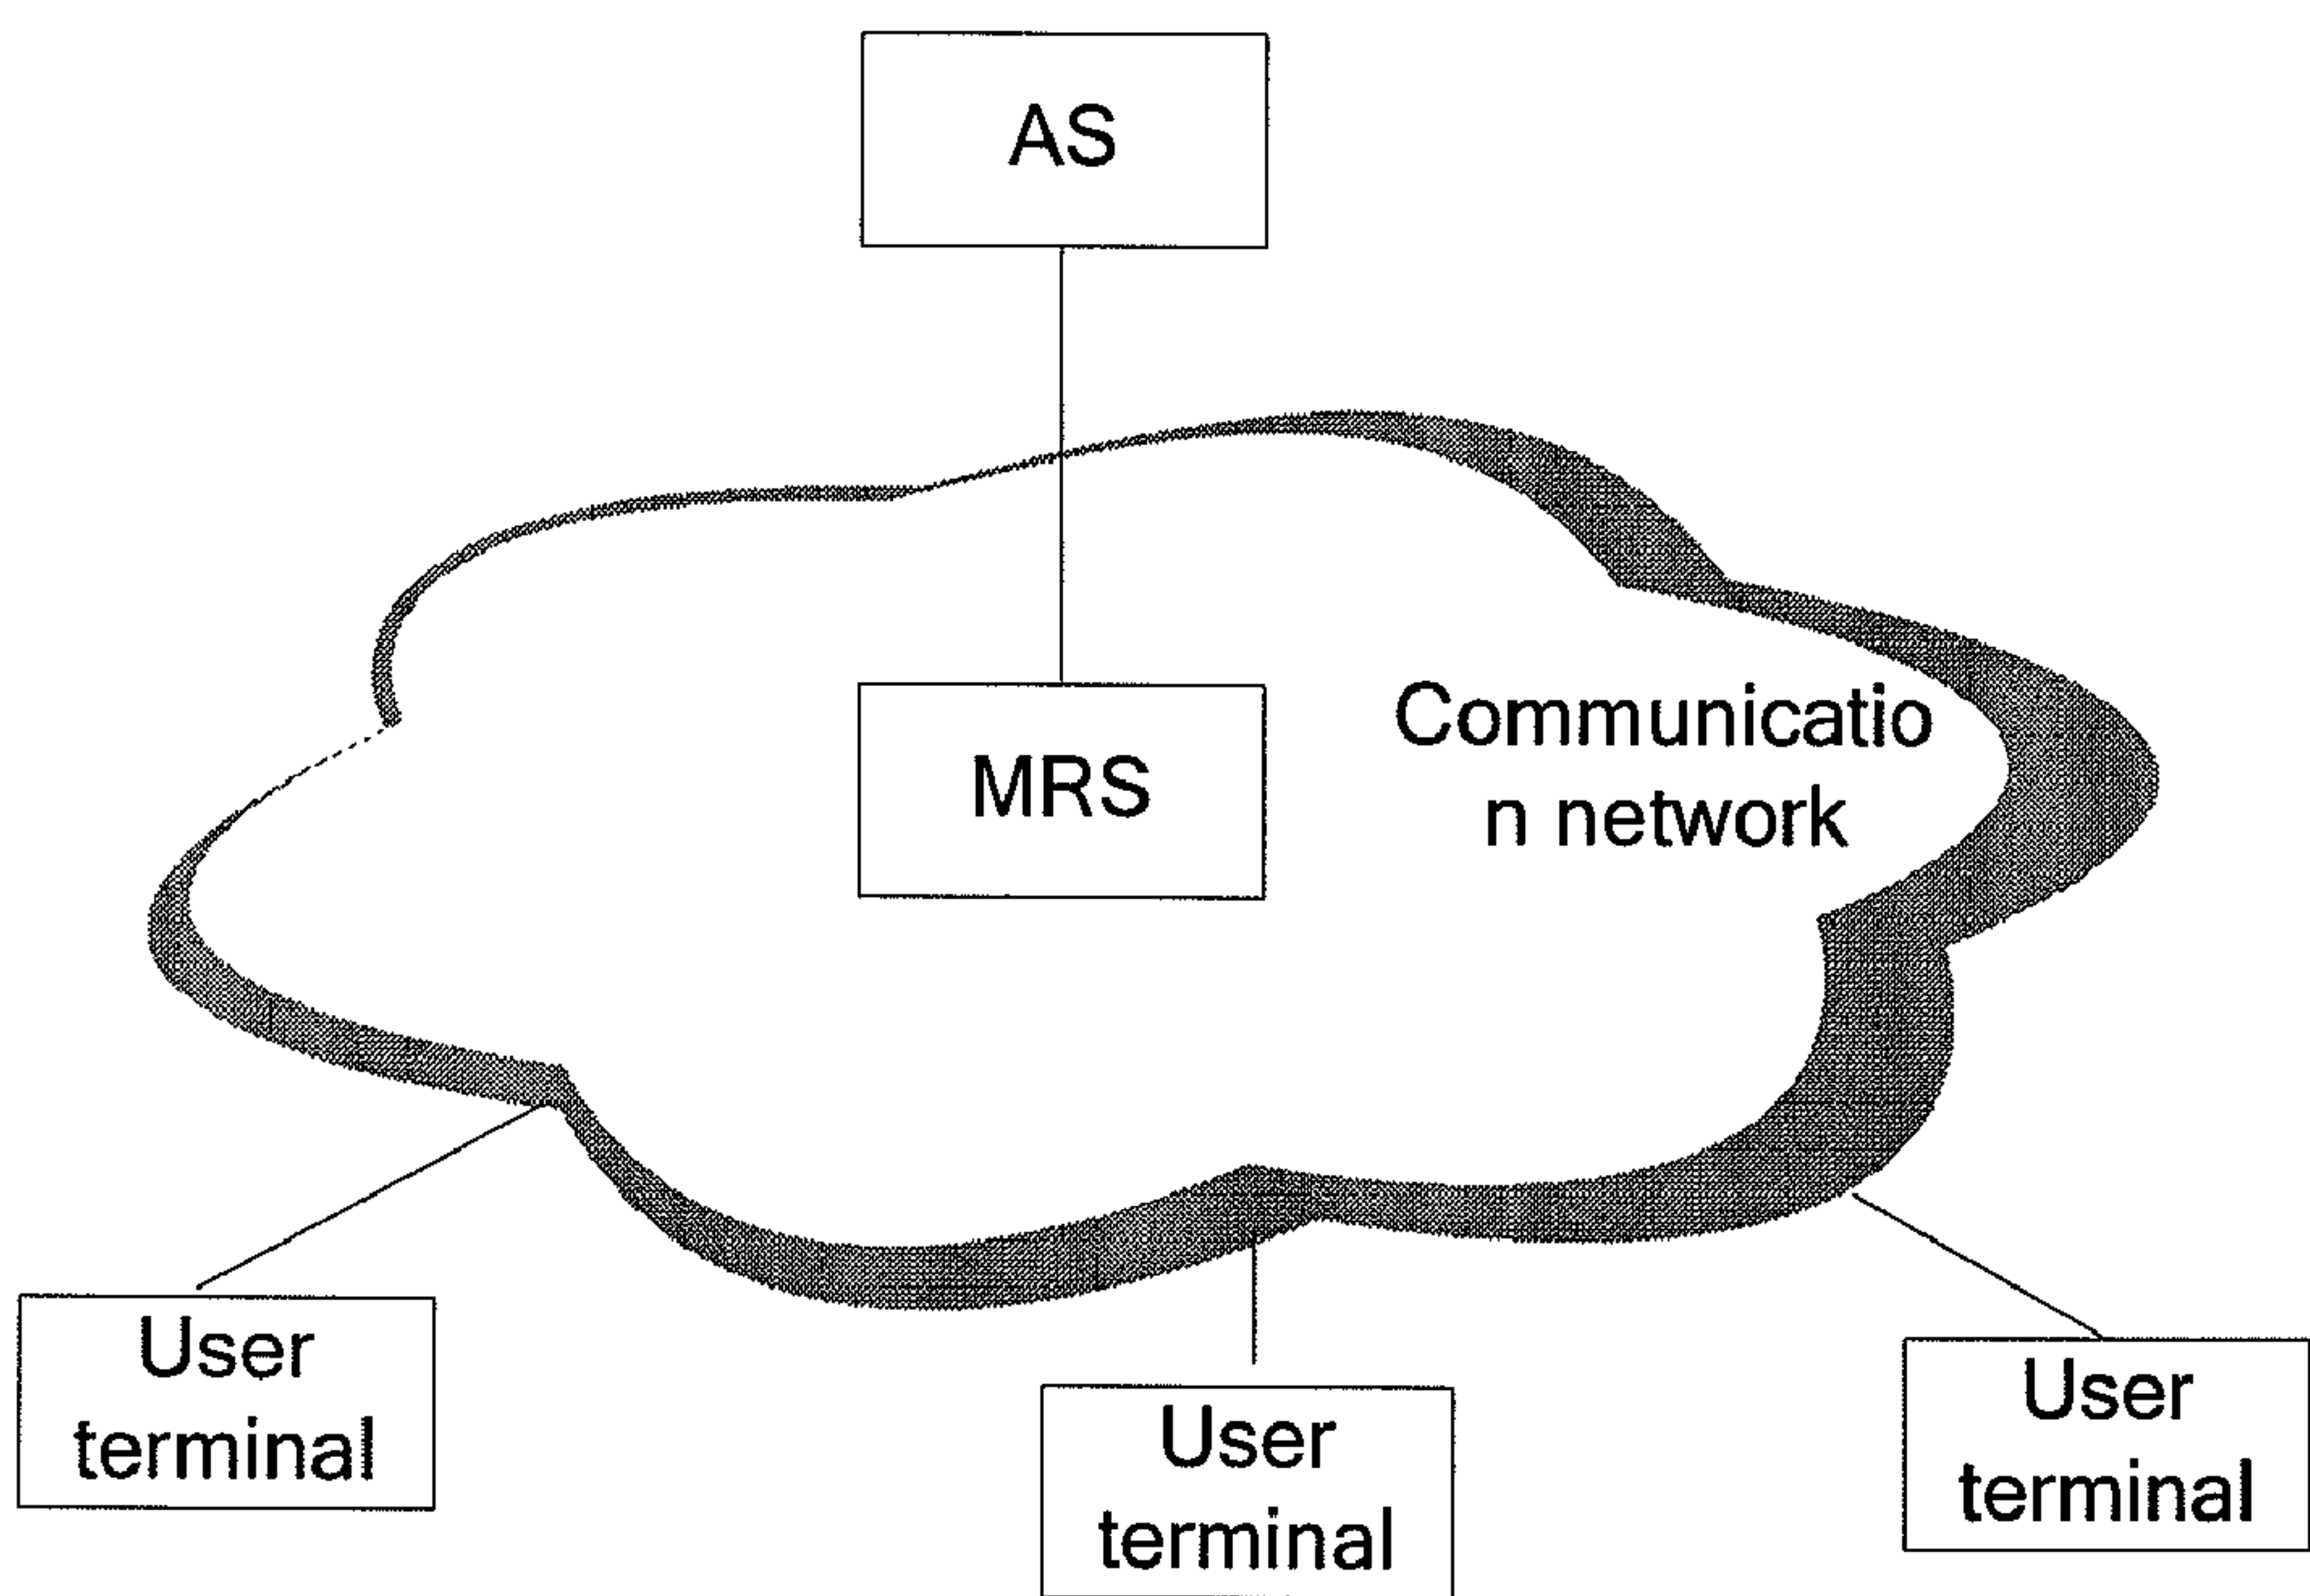 AS
MRS
Communicatio
n network
User
terminal
User
terminal
User
terminal